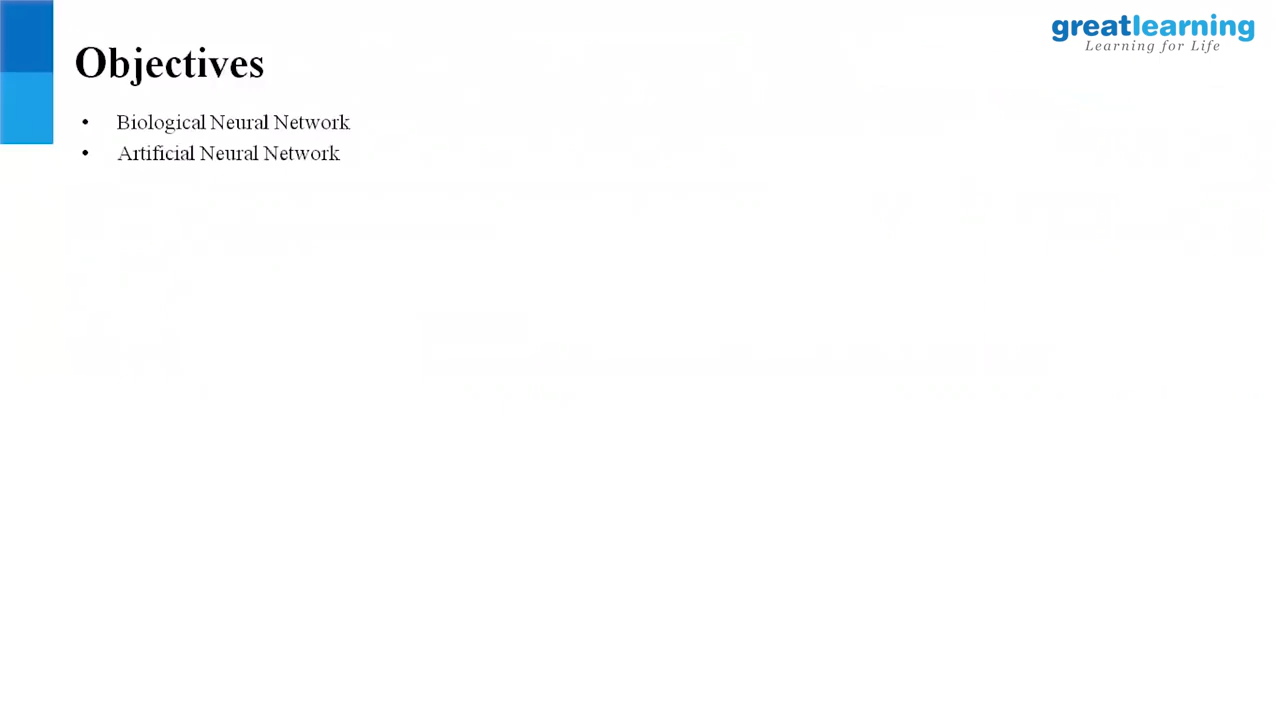 greatlearning
Learning for Life
Objectives
• Biological Neural Network
• Artificial Neural Network